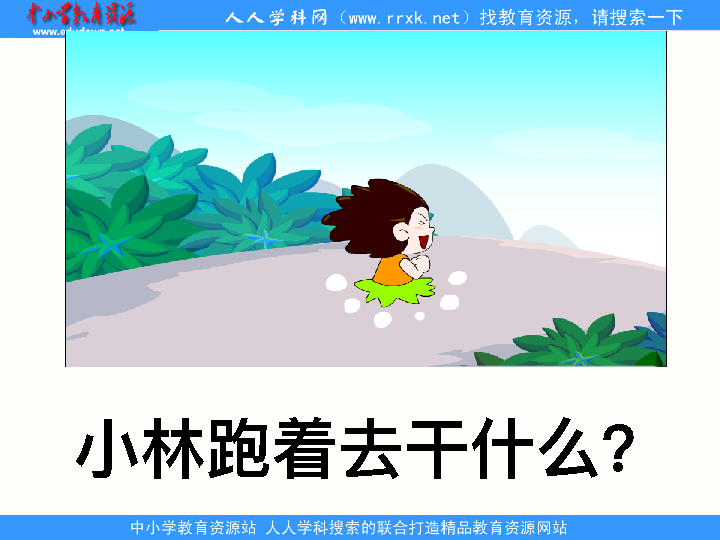 中小学教育资源
www.edudown.net
人人学科网（www.rrxk.net）找教育资源，请搜索一下
小林跑着去干什么?
中小学教育资源站 人人学科搜索的联合打造精品教育资源网站